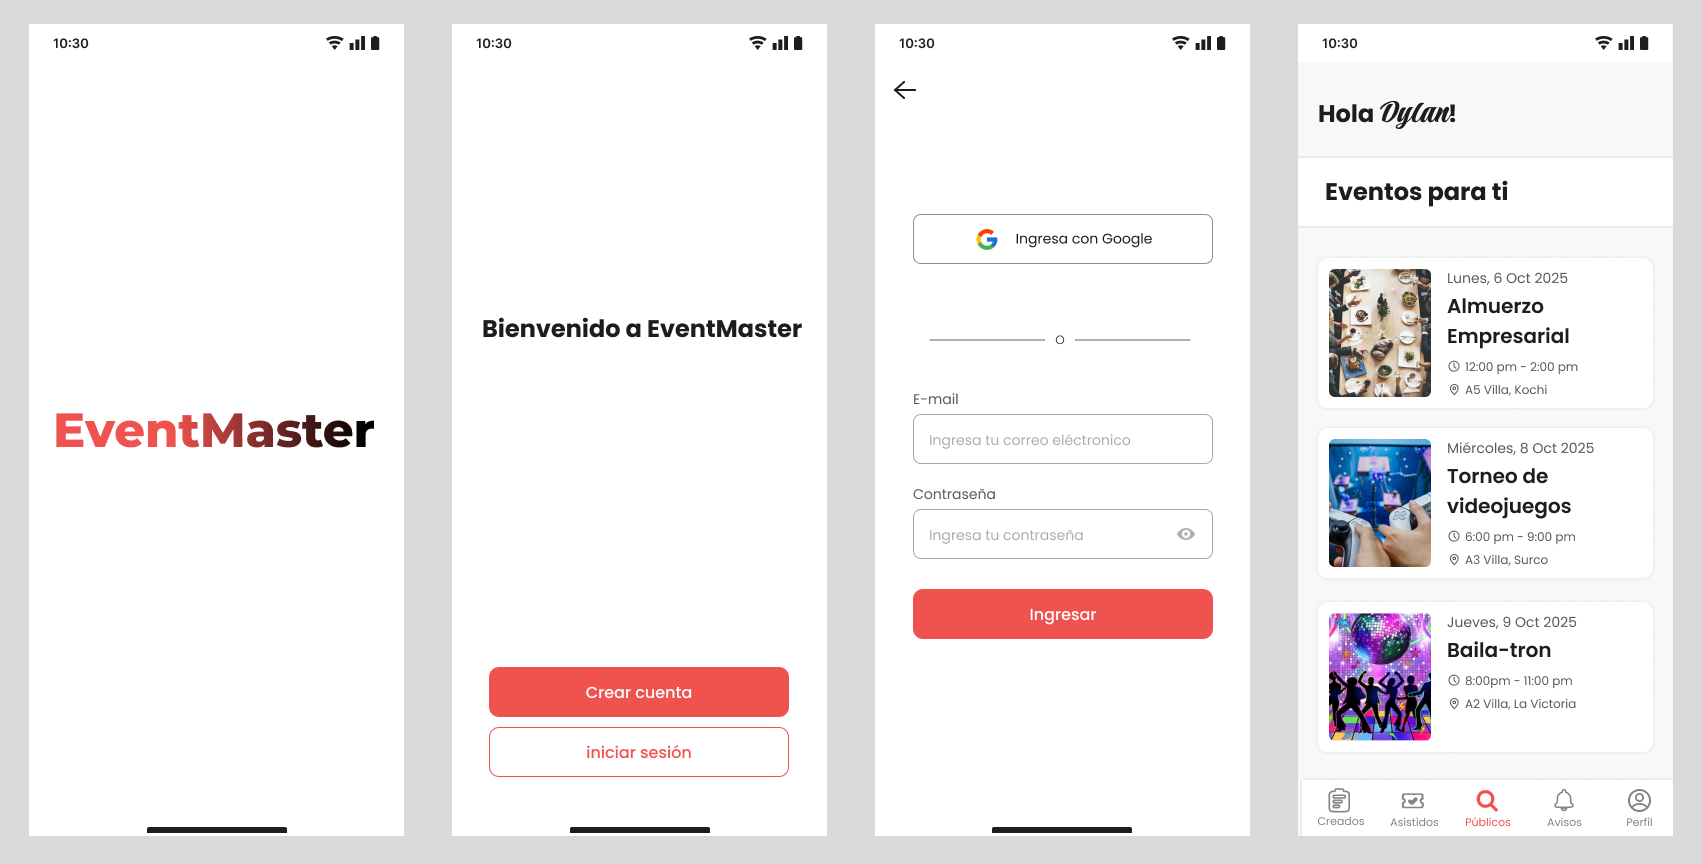 10:30
EventMaster
10:30
Bienvenido a EventMaster
Crear cuenta
iniciar sesión
10:30
Ingresa con Google
O
E-mail
Ingresa tu correo eléctronico
Contraseña
Ingresa tu contraseña
Ingresar
10:30
Hola Dylan!
Eventos para ti
Lunes, 6 Oct 2025
Almuerzo
Empresarial
12:00 pm - 2:00 pm
A5 Villa, Kochi
Miércoles, 8 Oct 2025
Torneo de
videojuegos
6:00 pm - 9:00 pm
A3 Villa, Surco
Jueves, 9 Oct 2025
Baila-tron
8:00pm - 11:00 pm
A2 Villa, La Victoria
Creados
Asistidos
Públicos
Avisos
Perfil